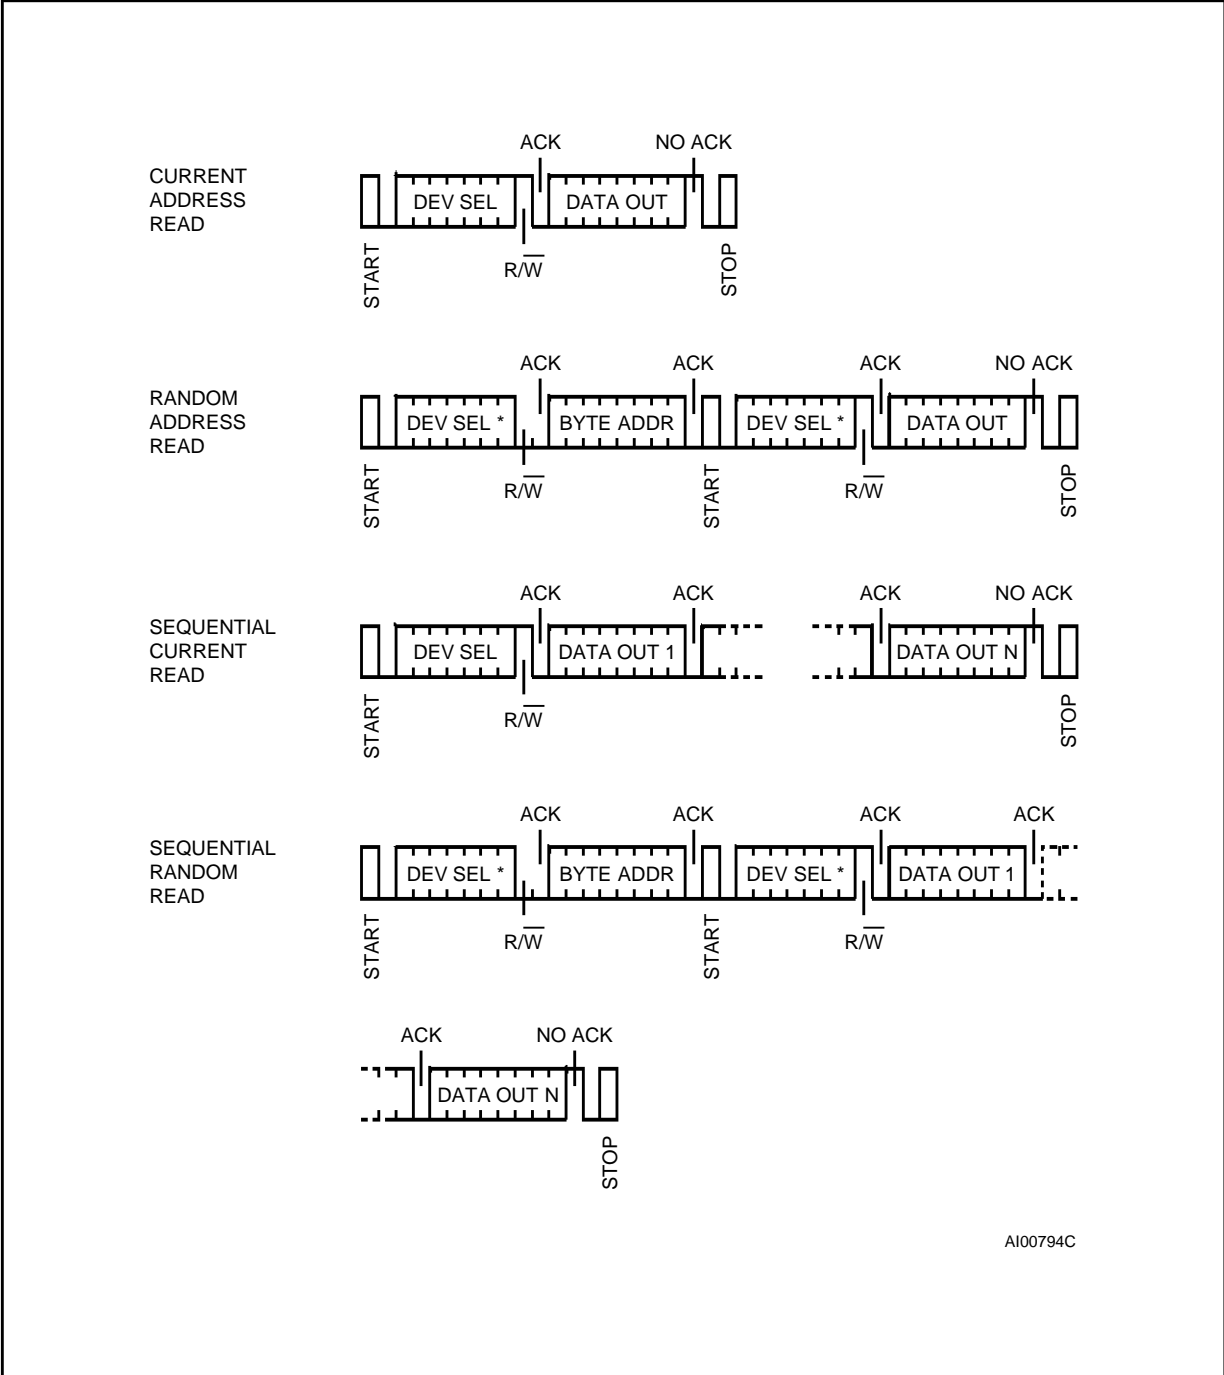 ACK NO ACK
CURRENT
ADDRESS
READ
DEV SEL DATA OUT
START R/W̅ STOP
ACK ACK ACK NO ACK
RANDOM
ADDRESS
READ
DEV SEL * BYTE ADDR DEV SEL * DATA OUT
START R/W̅ START R/W̅ STOP
ACK ACK ACK NO ACK
SEQUENTIAL
CURRENT
READ
DEV SEL DATA OUT 1 DATA OUT N
START R/W̅ STOP
ACK ACK ACK ACK
SEQUENTIAL
RANDOM
READ
DEV SEL * BYTE ADDR DEV SEL * DATA OUT 1
START R/W̅ START R/W̅
ACK NO ACK
DATA OUT N
STOP
AI00794C